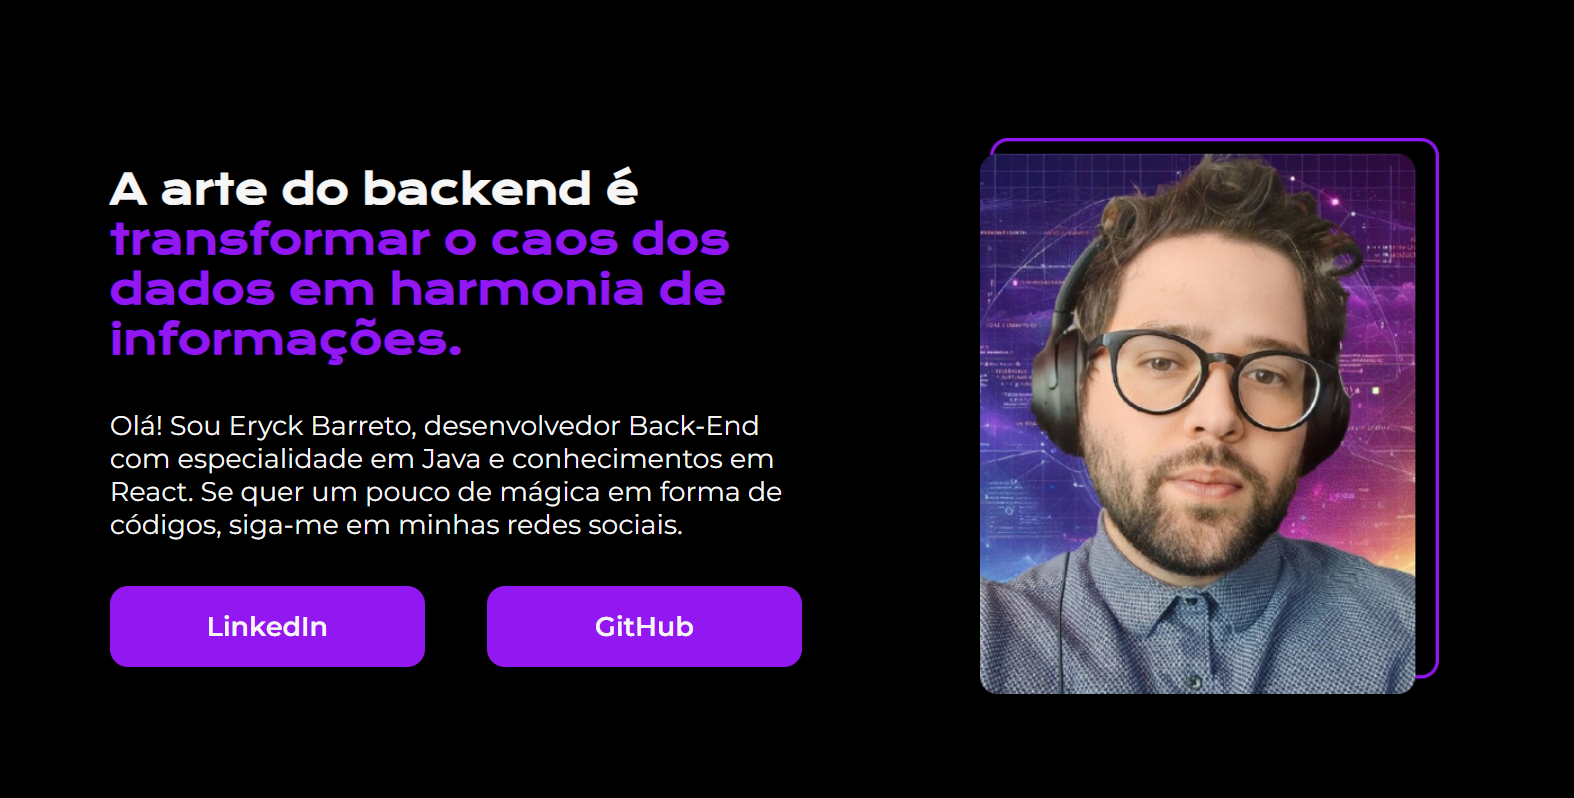 A arte do backend é
transformar o caos dos
dados em harmonia de
informações.
Olá! Sou Eryck Barreto, desenvolvedor Back-End
com especialidade em Java e conhecimentos em
React. Se quer um pouco de mágica em forma de
códigos, siga-me em minhas redes sociais.
LinkedIn
GitHub